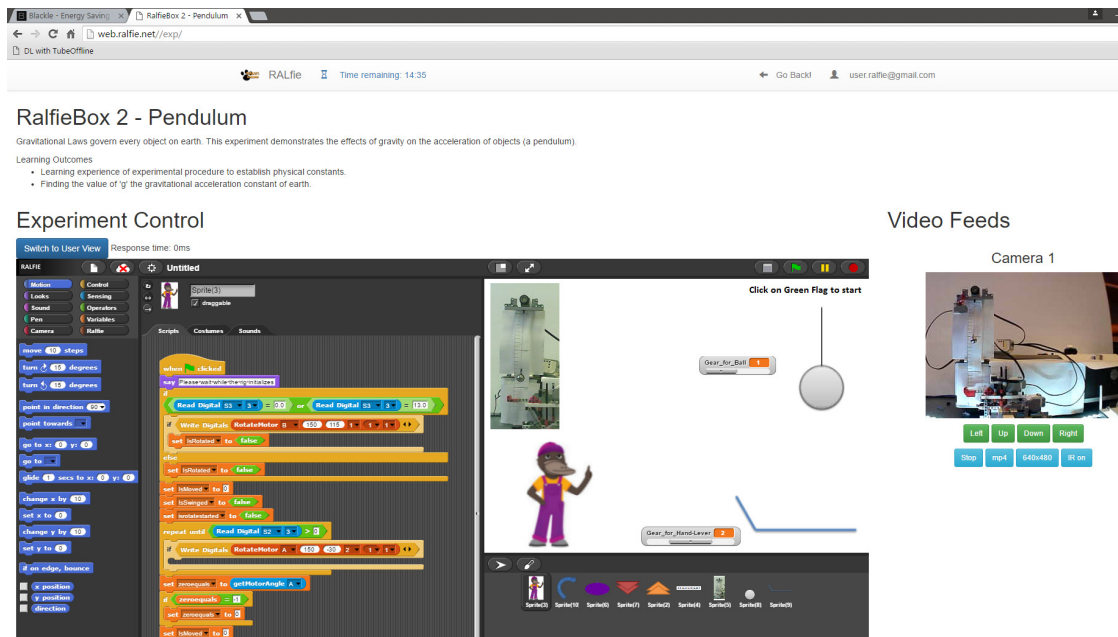 Blackle - Energy Saving
RalfieBox 2 - Pendulum
web.ralfie.net//exp/
DL with TubeOffline
RALfie
Time remaining: 14:35
Go Back!
user.ralfie@gmail.com
RalfieBox 2 - Pendulum
Gravitational Laws govern every object on earth. This experiment demonstrates the effects of gravity on the acceleration of objects (a pendulum).
Learning Outcomes
Learning experience of experimental procedure to establish physical constants.
Finding the value of 'g' the gravitational acceleration constant of earth.
Experiment Control
Video Feeds
Switch to User View Response time: 0ms
Camera 1
RALFIE
Untitled
Motion Control
Looks Sensing
Sound Operators
Pen Variables
Camera Ralfie
move 10 steps
turn 15 degrees
turn 15 degrees
point in direction 90
point towards
go to x: 0 y: 0
go to
glide 1 secs to x: 0 y: 0
change x by 10
set x to 0
change y by 10
set y to 0
if on edge, bounce
x position
y position
direction
Sprite(3)
draggable
Scripts Costumes Sounds
when clicked
say Please wait while the rig initializes
if
Read Digital S3 3 = 0.0 or Read Digital S3 3 = 13.0
if Write Digitals RotateMotor B 150 115 1 1 1
set IsRotated to false
else
set IsRotated to false
set IsMoved to 0
set IsSwinged to false
set isrotatestarted to false
repeat until Read Digital S2 3 > 0
if Write Digitals RotateMotor A 150 -30 2 1 1
set zeroequals to getMotorAngle A
if zeroequals = -1
set zeroequals to 0
set IsMoved to 0
Click on Green Flag to start
Gear_for_Ball 1
Gear_for_Hand-Lever 2
Sprite(3) Sprite(10 Sprite(6) Sprite(7) Sprite(2) Sprite(4) Sprite(5) Sprite(8) Sprite(9)
Left Up Down Right
Stop mp4 640x480 IR on